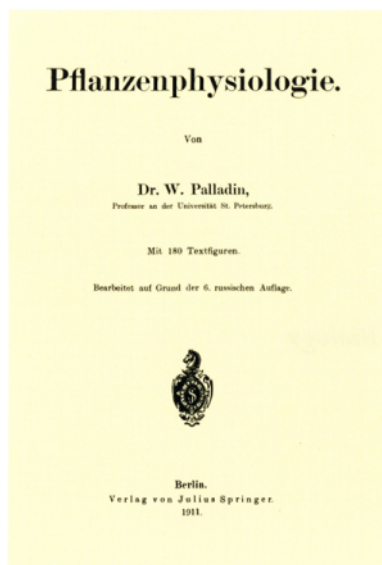 Pflanzenphysiologie.
Von
Dr. W. Palladin,
Professor an der Universität St. Petersburg.
Mit 180 Textfiguren.
Bearbeitet auf Grund der 6. russischen Auflage.
Berlin.
Verlag von Julius Springer.
1911.